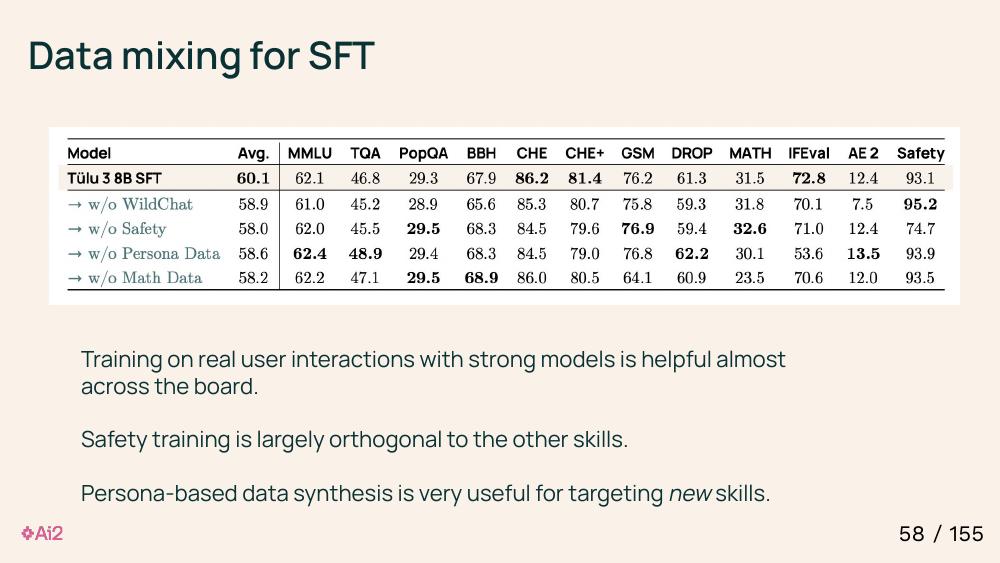 Data mixing for SFT
Model Avg. MMLU TQA PopQA BBH CHE CHE+ GSM DROP MATH IFEval AE 2 Safety
Tülu 3 8B SFT 60.1 62.1 46.8 29.3 67.9 86.2 81.4 76.2 61.3 31.5 72.8 12.4 93.1
→ w/o WildChat 58.9 61.0 45.2 28.9 65.6 85.3 80.7 75.8 59.3 31.8 70.1 7.5 95.2
→ w/o Safety 58.0 62.0 45.5 29.5 68.3 84.5 79.6 76.9 59.4 32.6 71.0 12.4 74.7
→ w/o Persona Data 58.6 62.4 48.9 29.4 68.3 84.5 79.0 76.8 62.2 30.1 53.6 13.5 93.9
→ w/o Math Data 58.2 62.2 47.1 29.5 68.9 86.0 80.5 64.1 60.9 23.5 70.6 12.0 93.5
Training on real user interactions with strong models is helpful almost
across the board.
Safety training is largely orthogonal to the other skills.
Persona-based data synthesis is very useful for targeting new skills.
Ai2
58 / 155